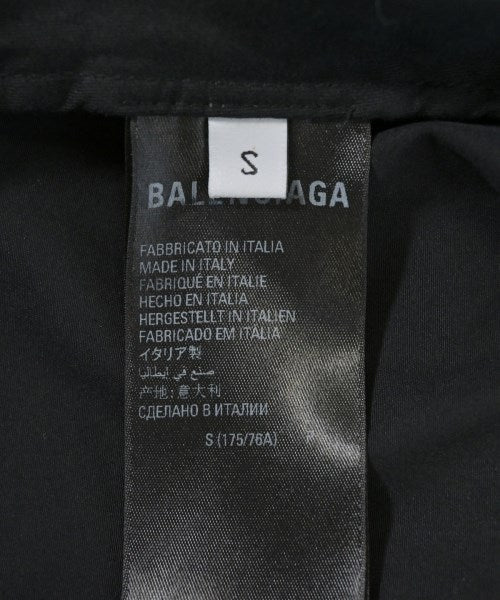 S
BALENCIAGA
FABBRICATO IN ITALIA
MADE IN ITALY
FABRIQUÉ EN ITALIE
HECHO EN ITALIA
HERGESTELLT IN ITALIEN
FABRICADO EM ITÁLIA
イタリア製
صنع في إيطاليا
产地: 意大利
СДЕЛАНО В ИТАЛИИ
S (175/76A)